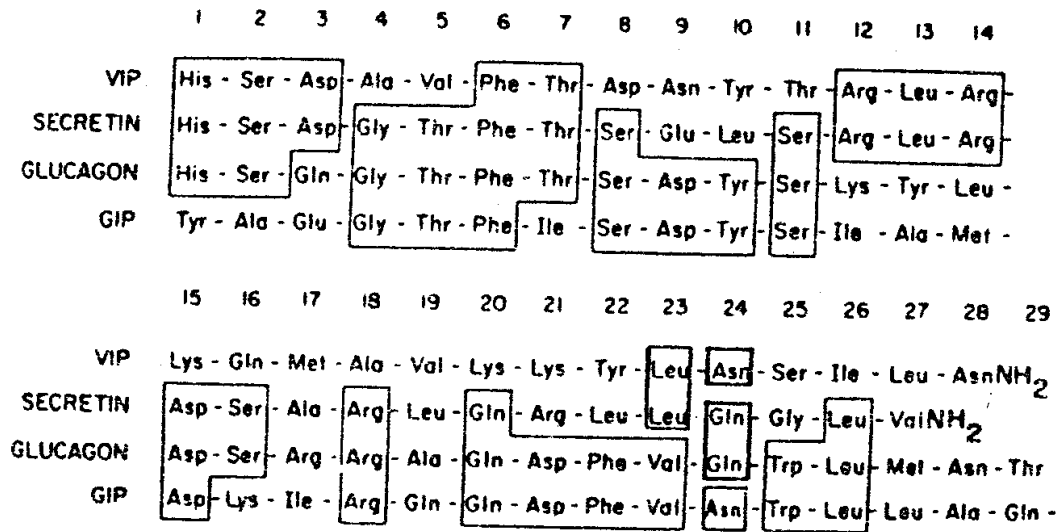 1 2 3 4 5 6 7 8 9 10 11 12 13 14
VIP His - Ser - Asp - Ala - Val - Phe - Thr - Asp - Asn - Tyr - Thr - Arg - Leu - Arg -
SECRETIN His - Ser - Asp - Gly - Thr - Phe - Thr - Ser - Glu - Leu - Ser - Arg - Leu - Arg
GLUCAGON His - Ser - Gln - Gly - Thr - Phe - Thr - Ser - Asp - Tyr - Ser - Lys - Tyr - Leu -
GIP Tyr - Ala - Glu - Gly - Thr - Phe - Ile - Ser - Asp - Tyr - Ser - Ile - Ala - Met -
15 16 17 18 19 20 21 22 23 24 25 26 27 28 29
VIP Lys - Gln - Met - Ala - Val - Lys - Lys - Tyr - Leu - Asn - Ser - Ile - Leu - AsnNH2
SECRETIN Asp - Ser - Ala - Arg - Leu - Gln - Arg - Leu - Leu Gln - Gly - Leu - ValNH2
GLUCAGON Asp - Ser - Arg - Arg - Ala - Gln - Asp - Phe - Val - Gln - Trp - Leu - Met - Asn - Thr
GIP Asp - Lys - Ile - Arg - Gln - Gln - Asp - Phe - Val - Asn - Trp - Leu - Leu - Ala - Gln -